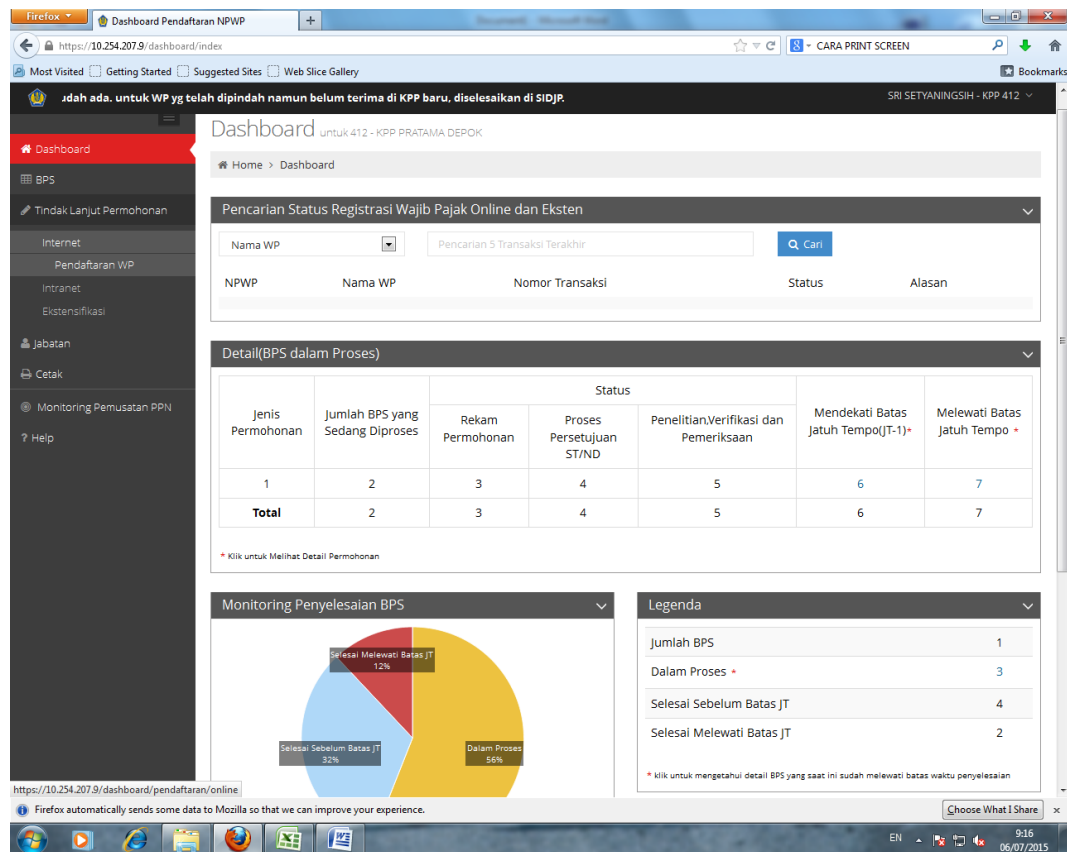 Firefox
Dashboard Pendaftaran NPWP
https://10.254.207.9/dashboard/index
CARA PRINT SCREEN
Most Visited Getting Started Suggested Sites Web Slice Gallery
Bookmarks
ada. untuk WP yg telah dipindah namun belum terima di KPP baru, diselesaikan di SIDJP.
SRI SETYANINGSIH - KPP 412
Dashboard untuk 412 - KPP PRATAMA DEPOK
Home > Dashboard
Dashboard
BPS
Tindak Lanjut Permohonan
Internet
Pendaftaran WP
Intranet
Ekstensifikasi
Jabatan
Cetak
Monitoring Pemusatan PPN
? Help
Pencarian Status Registrasi Wajib Pajak Online dan Eksten
Nama WP
Pencarian 5 Transaksi Terakhir
Cari
NPWP Nama WP Nomor Transaksi Status Alasan
Detail(BPS dalam Proses)
Jenis
Permohonan
Jumlah BPS yang
Sedang Diproses
Status
Rekam
Permohonan
Proses
Persetujuan
ST/ND
Penelitian,Verifikasi dan
Pemeriksaan
Mendekati Batas
Jatuh Tempo(JT-1)*
Melewati Batas
Jatuh Tempo *
1 2 3 4 5 6 7
Total 2 3 4 5 6 7
* Klik untuk Melihat Detail Permohonan
Monitoring Penyelesaian BPS
Selesai Melewati Batas JT
12%
Selesai Sebelum Batas JT
32%
Dalam Proses
56%
Legenda
Jumlah BPS 1
Dalam Proses * 3
Selesai Sebelum Batas JT 4
Selesai Melewati Batas JT 2
* klik untuk mengetahui detail BPS yang saat ini sudah melewati batas waktu penyelesaian
https://10.254.207.9/dashboard/pendaftaran/online
Firefox automatically sends some data to Mozilla so that we can improve your experience.
Choose What I Share
EN
9:16
06/07/2015